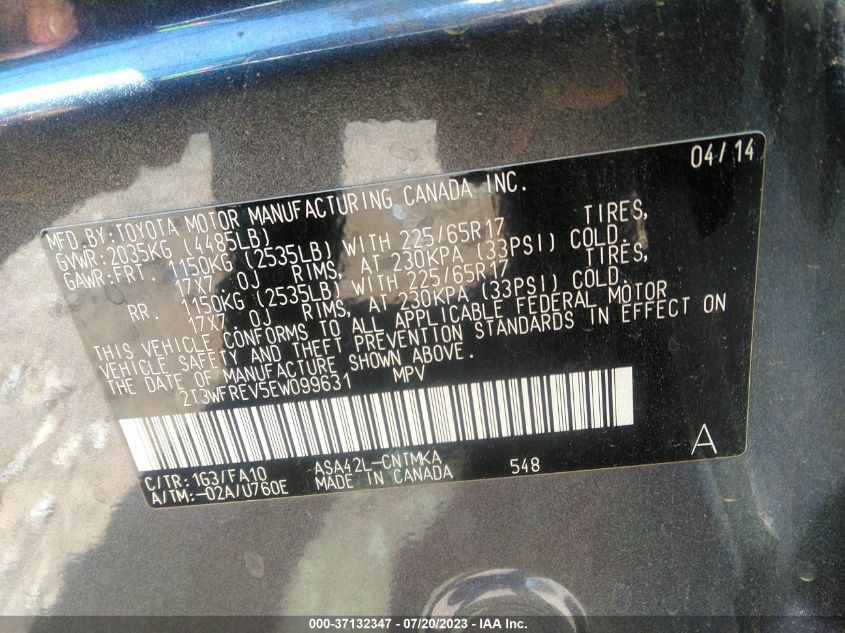 04/14
MFD.BY:TOYOTA MOTOR MANUFACTURING CANADA INC.
GVWR:2035KG (4485LB)
GAWR:FRT. 1150KG (2535LB) WITH 225/65R17 TIRES,
17X7.0J RIMS, AT 230KPA (33PSI) COLD.
RR. 1150KG (2535LB) WITH 225/65R17 TIRES,
17X7.0J RIMS, AT 230KPA (33PSI) COLD.
THIS VEHICLE CONFORMS TO ALL APPLICABLE FEDERAL MOTOR
VEHICLE SAFETY AND THEFT PREVENTION STANDARDS IN EFFECT ON
THE DATE OF MANUFACTURE SHOWN ABOVE.
2T3WFREV5EW099631 MPV
C/TR:1G3/FA10 ASA42L-CNTMKA 548 A
A/TM:-02A/U760E MADE IN CANADA
000-37132347 / 07/20/2023 - IAA Inc.